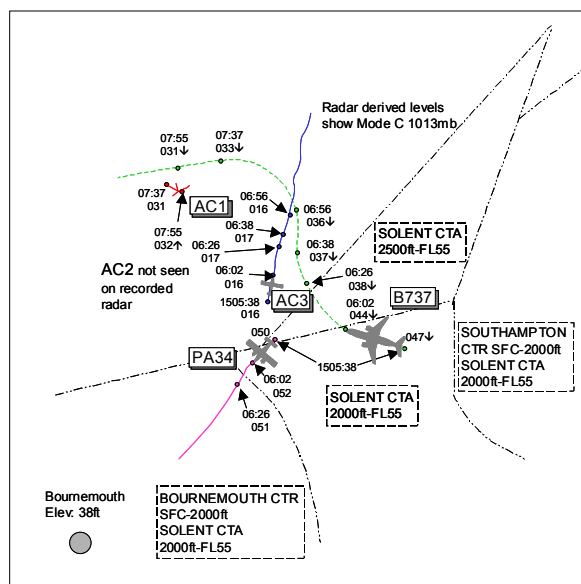 Radar derived levels
show Mode C 1013mb
07:55
031↓
07:37
033↓
07:37
031
AC1
07:55
032↑
06:56
016
06:56
036↓
06:38
017
06:38
037↓
SOLENT CTA
2500ft-FL55
06:26
017
06:26
038↓
AC2 not seen
on recorded
radar
06:02
016
AC3
B737
06:02
044↓
1505:38
016
050
047↓
SOUTHAMPTON
CTR SFC-2000ft
SOLENT CTA
2000ft-FL55
PA34
1505:38
06:02
052
SOLENT CTA
2000ft-FL55
06:26
051
Bournemouth
Elev: 38ft
BOURNEMOUTH CTR
SFC-2000ft
SOLENT CTA
2000ft-FL55